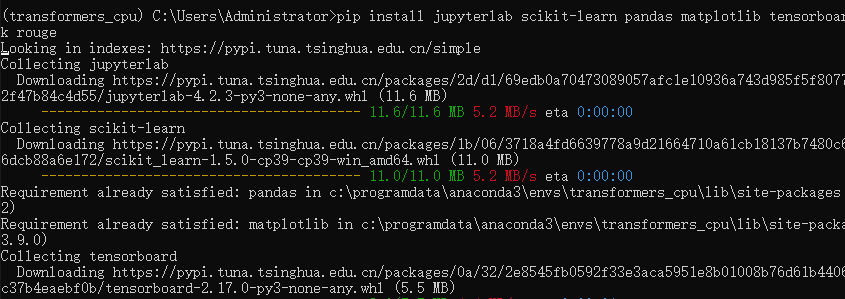 (transformers_cpu) C:\Users\Administrator>pip install jupyterlab scikit-learn pandas matplotlib tensorboar
k rouge
Looking in indexes: https://pypi.tuna.tsinghua.edu.cn/simple
Collecting jupyterlab
Downloading https://pypi.tuna.tsinghua.edu.cn/packages/2d/d1/69edb0a70473089057afc1e10936a743d985f5f8077
2f47b84c4d55/jupyterlab-4.2.3-py3-none-any.whl (11.6 MB)
---------------------------------------- 11.6/11.6 MB 5.2 MB/s eta 0:00:00
Collecting scikit-learn
Downloading https://pypi.tuna.tsinghua.edu.cn/packages/1b/06/3718a4fd6639778a9d21664710a61cb18137b7480c6
6dcb88a6e172/scikit_learn-1.5.0-cp39-cp39-win_amd64.whl (11.0 MB)
---------------------------------------- 11.0/11.0 MB 5.2 MB/s eta 0:00:00
Requirement already satisfied: pandas in c:\programdata\anaconda3\envs\transformers_cpu\lib\site-packages
2)
Requirement already satisfied: matplotlib in c:\programdata\anaconda3\envs\transformers_cpu\lib\site-packa
3.9.0)
Collecting tensorboard
Downloading https://pypi.tuna.tsinghua.edu.cn/packages/0a/32/2e8545fb0592f33e3aca5951e8b01008b76d61b4406
c37b4eaebf0b/tensorboard-2.17.0-py3-none-any.whl (5.5 MB)